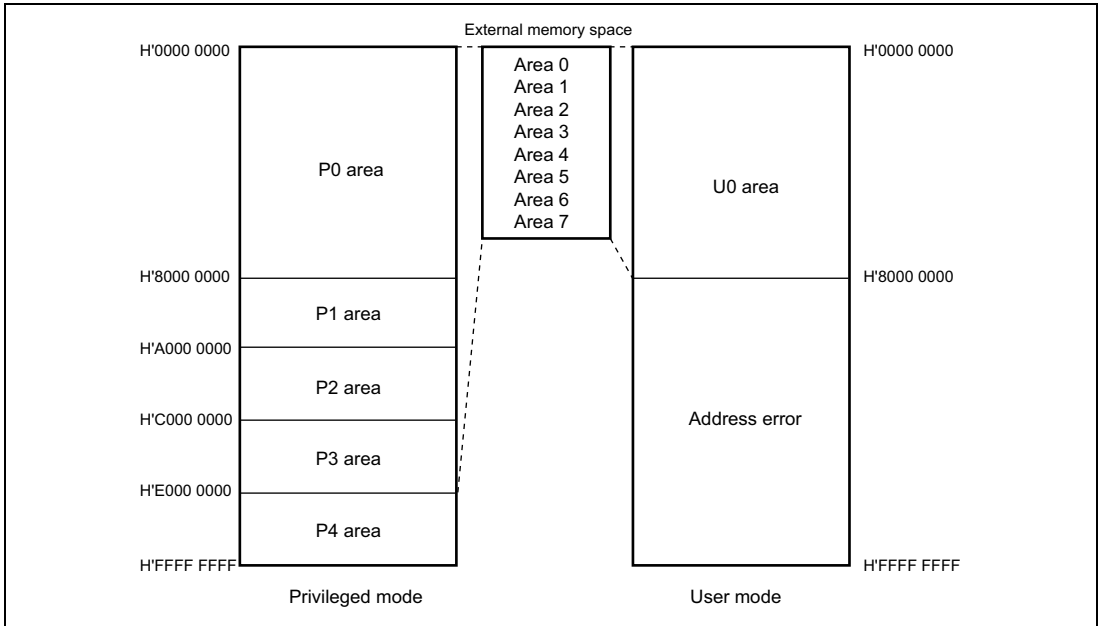 External memory space
H'0000 0000
H'0000 0000
Area 0
Area 1
Area 2
Area 3
Area 4
Area 5
Area 6
Area 7
P0 area
U0 area
H'8000 0000
H'8000 0000
P1 area
H'A000 0000
P2 area
H'C000 0000
Address error
P3 area
H'E000 0000
P4 area
H'FFFF FFFF
H'FFFF FFFF
Privileged mode
User mode